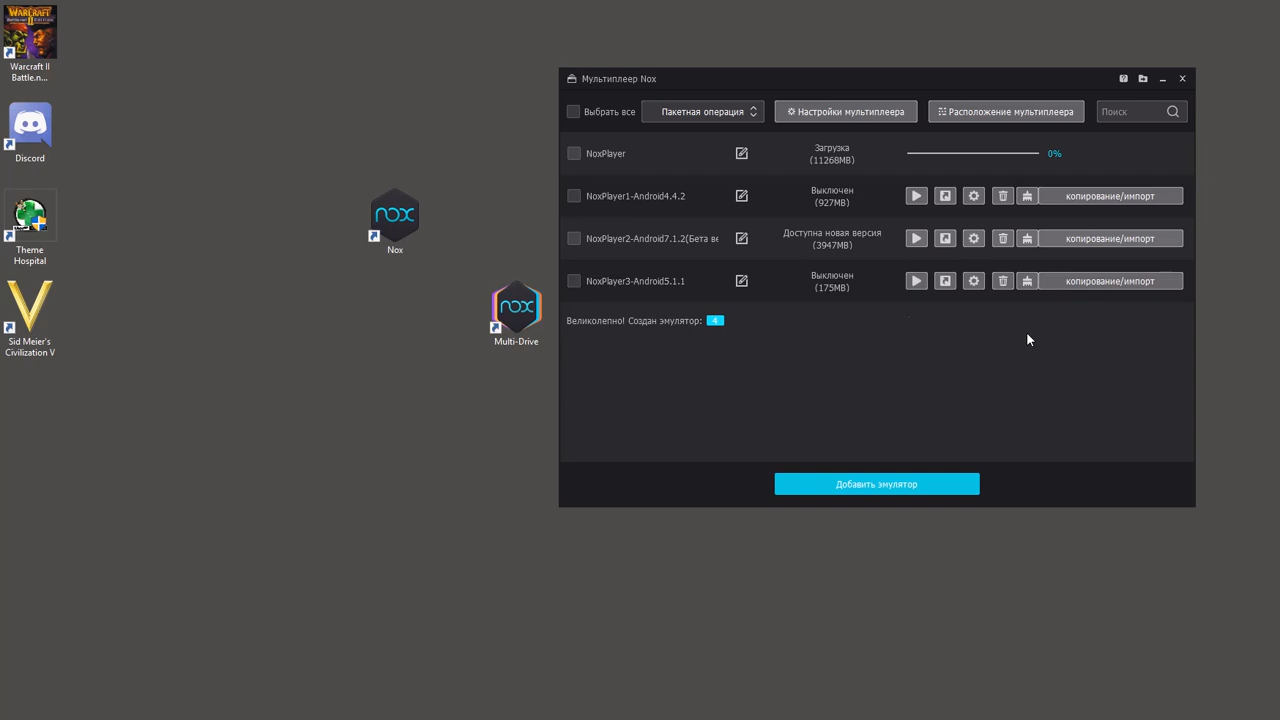 WARCRAFT II
Warcraft II
Battle.n...
Discord
Theme
Hospital
Sid Meier's
Civilization V
nox
Nox
nox
Multi-Drive
Мультиплеер Nox
Выбрать все
Пакетная операция
Настройки мультиплеера
Расположение мультиплеера
Поиск
NoxPlayer
Загрузка
(11268MB)
0%
NoxPlayer1-Android4.4.2
Выключен
(927MB)
копирование/импорт
NoxPlayer2-Android7.1.2(Бета ве
Доступна новая версия
(3947MB)
копирование/импорт
NoxPlayer3-Android5.1.1
Выключен
(175MB)
копирование/импорт
Великолепно! Создан эмулятор: 4
Добавить эмулятор